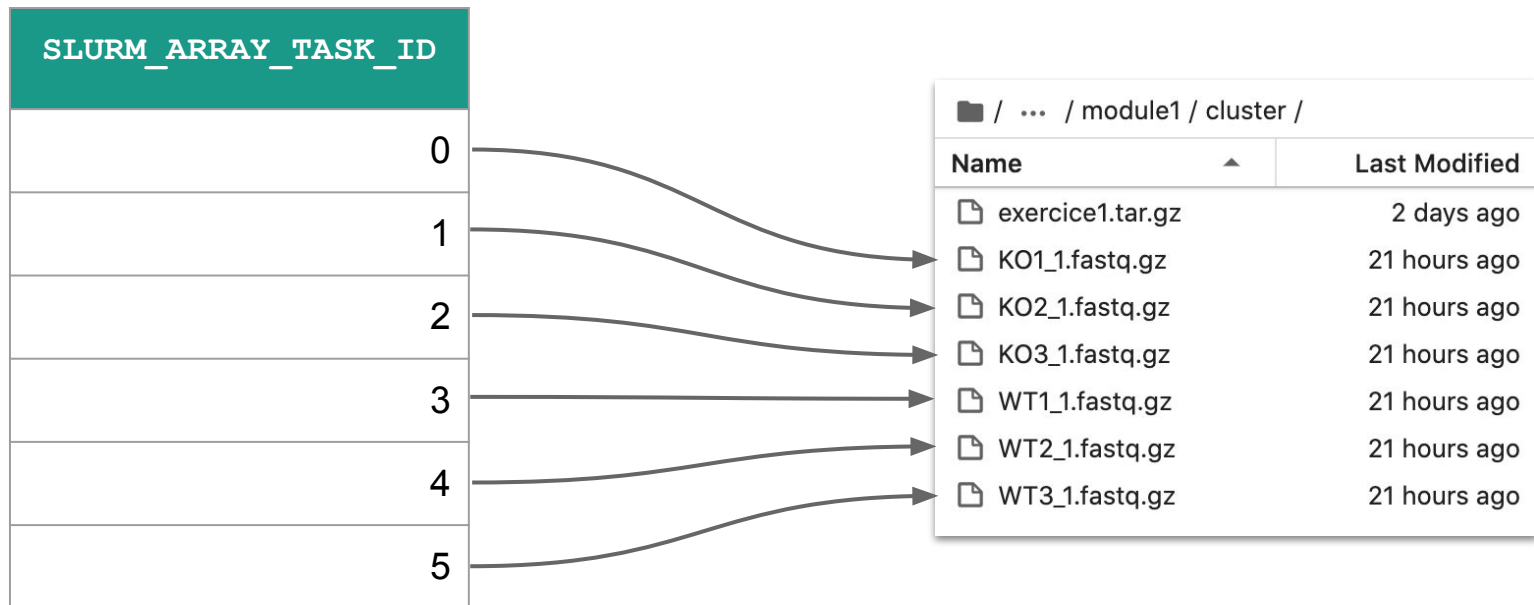 SLURM_ARRAY_TASK_ID
0
1
2
3
4
5
/ ... / module1 / cluster /
Name Last Modified
exercice1.tar.gz 2 days ago
KO1_1.fastq.gz 21 hours ago
KO2_1.fastq.gz 21 hours ago
KO3_1.fastq.gz 21 hours ago
WT1_1.fastq.gz 21 hours ago
WT2_1.fastq.gz 21 hours ago
WT3_1.fastq.gz 21 hours ago